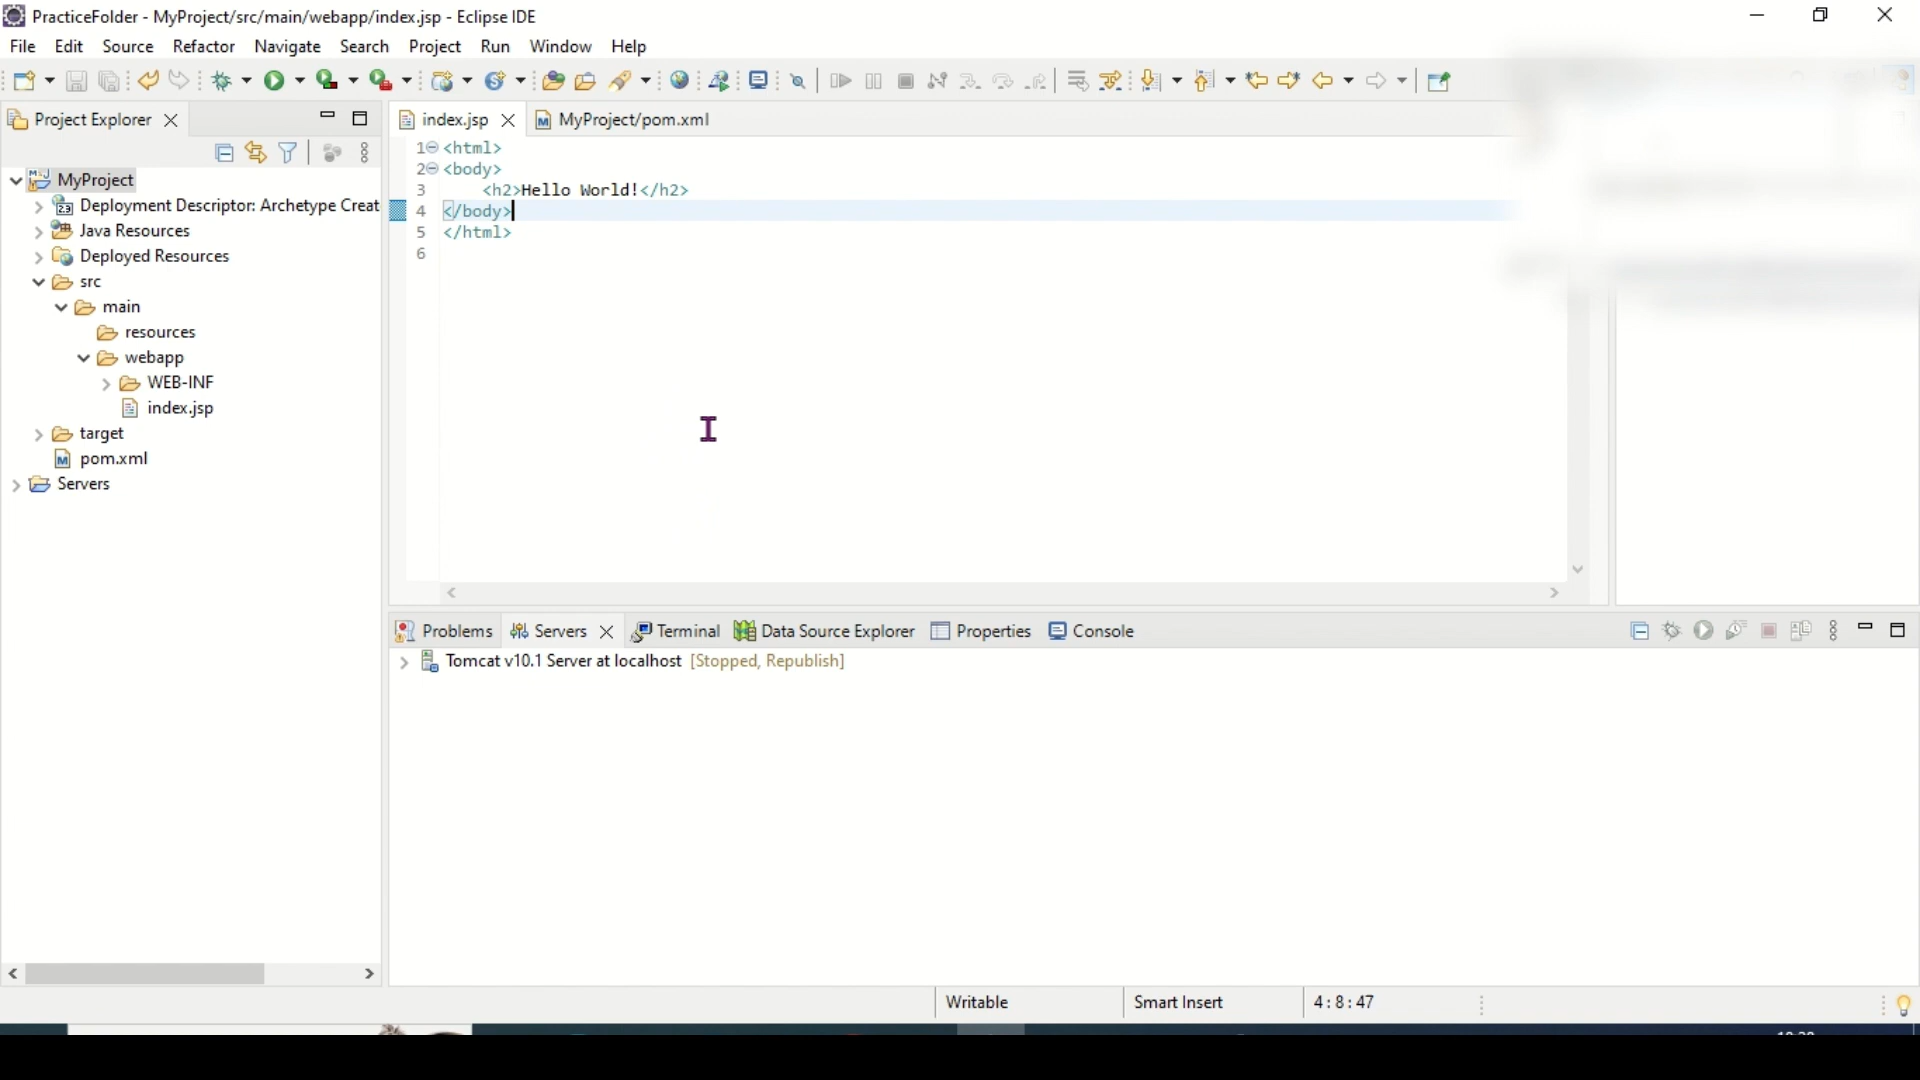 PracticeFolder - MyProject/src/main/webapp/index.jsp - Eclipse IDE
File Edit Source Refactor Navigate Search Project Run Window Help
Project Explorer
index.jsp
MyProject/pom.xml
MyProject
Deployment Descriptor: Archetype Creat
Java Resources
Deployed Resources
src
main
resources
webapp
WEB-INF
index.jsp
target
pom.xml
Servers
1 <html>
2 <body>
3 <h2>Hello World!</h2>
4 </body>
5 </html>
6
Problems Servers Terminal Data Source Explorer Properties Console
Tomcat v10.1 Server at localhost [Stopped, Republish]
Writable Smart Insert 4:8:47